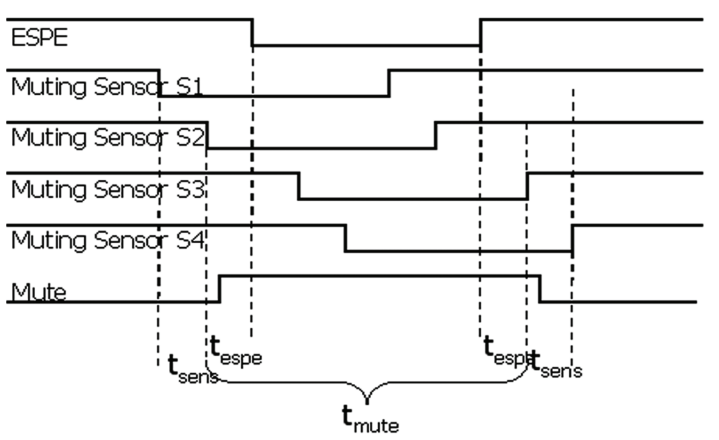 ESPE
Muting Sensor S1
Muting Sensor S2
Muting Sensor S3
Muting Sensor S4
Mute
tespe tespe
tsens tsens
tmute